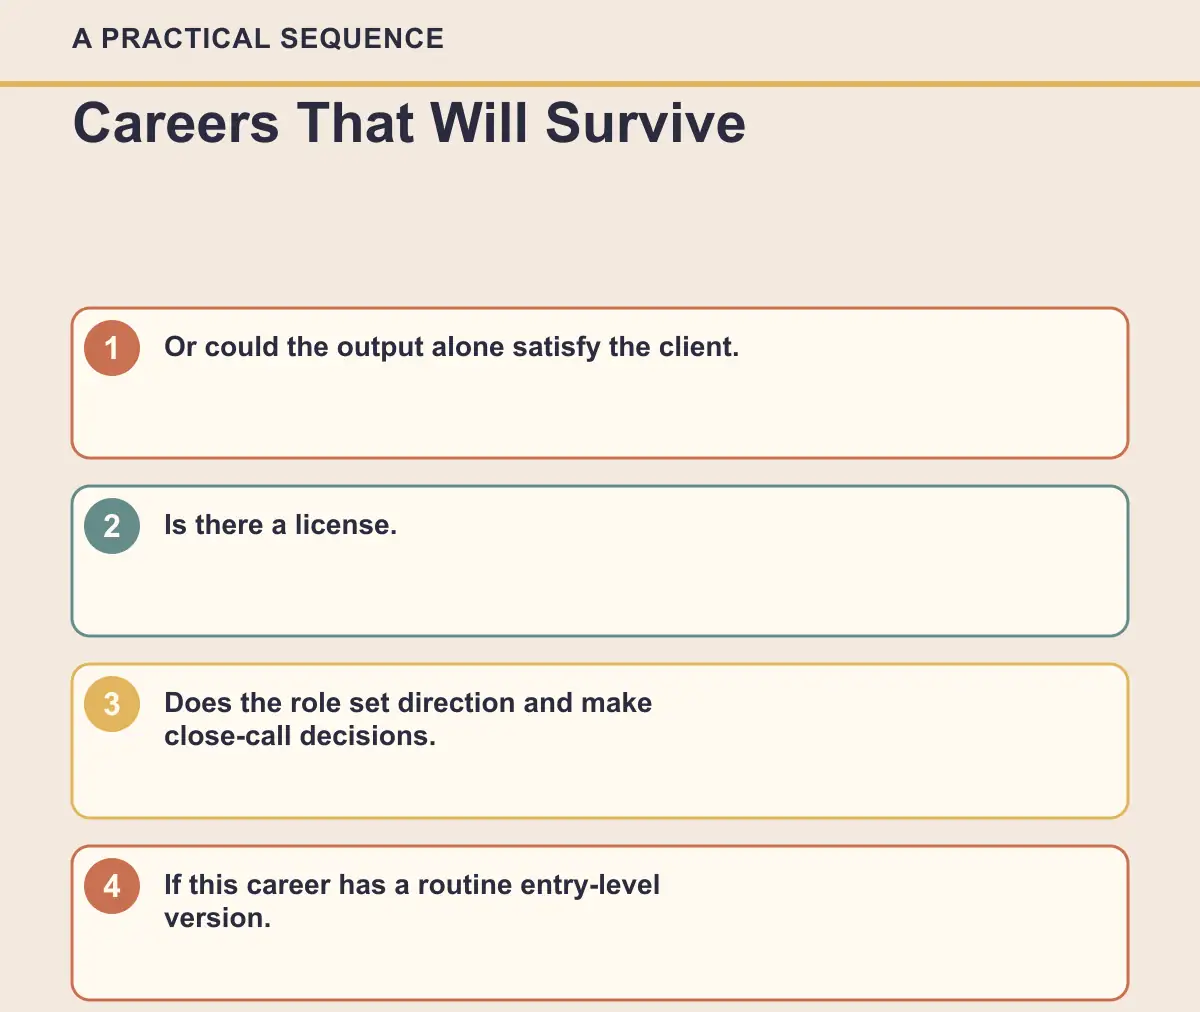 A PRACTICAL SEQUENCE
Careers That Will Survive
1
Or could the output alone satisfy the client.
2
Is there a license.
3
Does the role set direction and make
close-call decisions.
4
If this career has a routine entry-level
version.